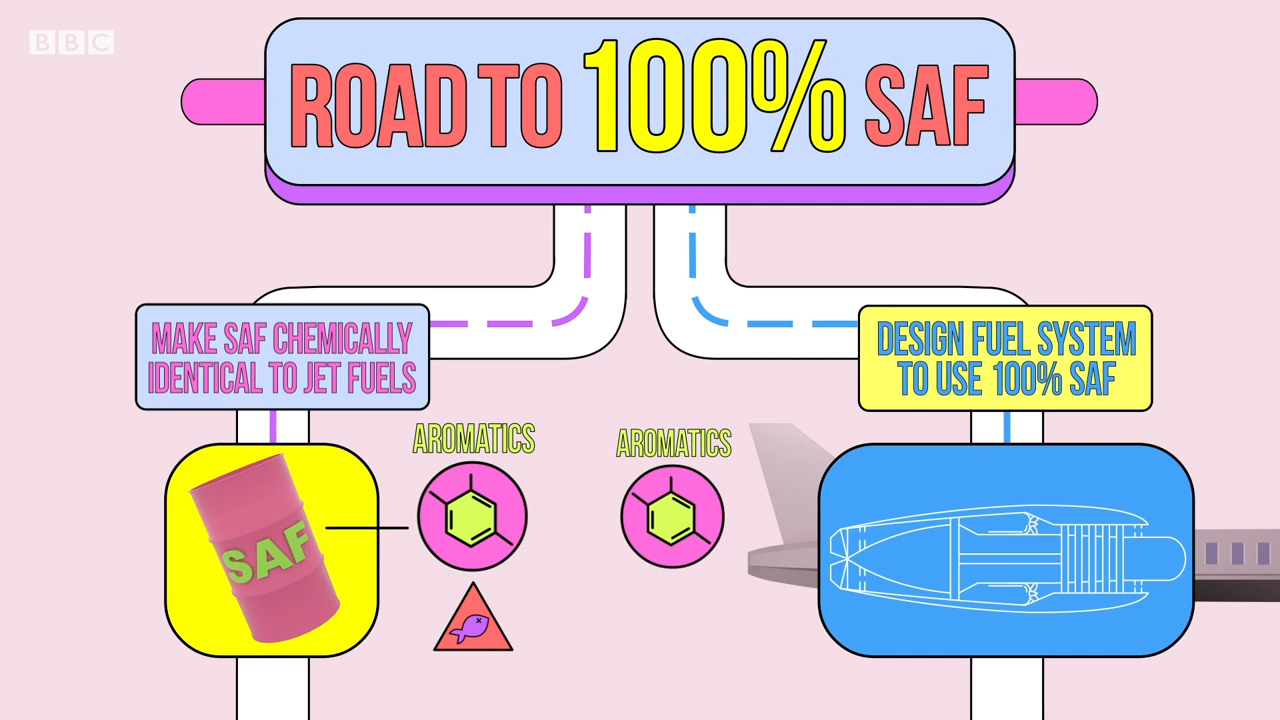 BBC
ROAD TO 100% SAF
MAKE SAF CHEMICALLY
IDENTICAL TO JET FUELS
DESIGN FUEL SYSTEM
TO USE 100% SAF
AROMATICS
AROMATICS
SAF